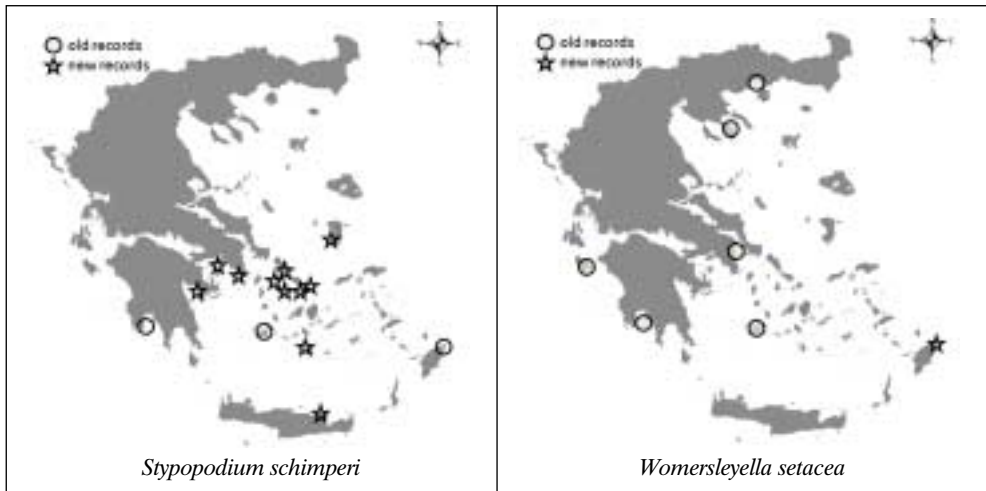 old records
new records
old records
new records
Stypopodium schimperi
Womersleyella setacea